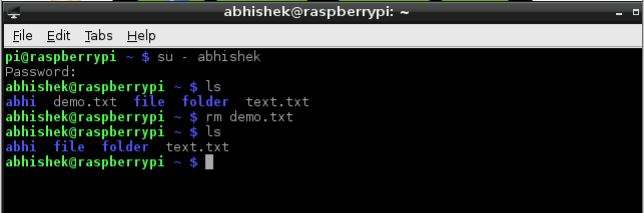 abhishek@raspberrypi: ~
File Edit Tabs Help
pi@raspberrypi ~ $ su - abhishek
Password:
abhishek@raspberrypi ~ $ ls
abhi demo.txt file folder text.txt
abhishek@raspberrypi ~ $ rm demo.txt
abhishek@raspberrypi ~ $ ls
abhi file folder text.txt
abhishek@raspberrypi ~ $